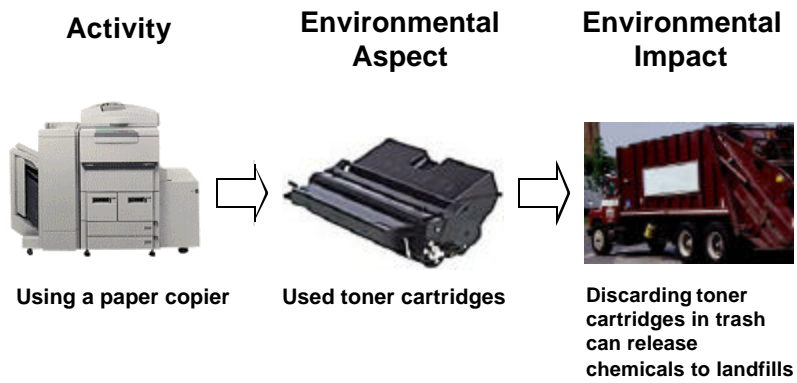 Activity
Environmental
Aspect
Environmental
Impact
Using a paper copier
Used toner cartridges
Discarding toner
cartridges in trash
can release
chemicals to landfills